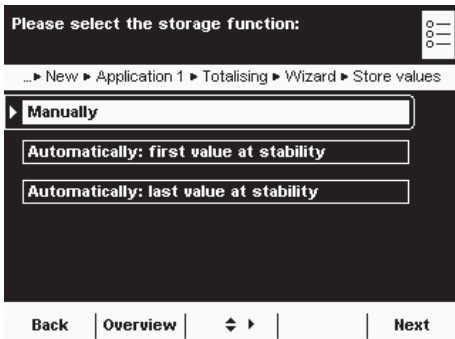 Please select the storage function:
...▸ New ▸ Application 1 ▸ Totalising ▸ Wizard ▸ Store values
Manually
Automatically: first value at stability
Automatically: last value at stability
Back Overview Next